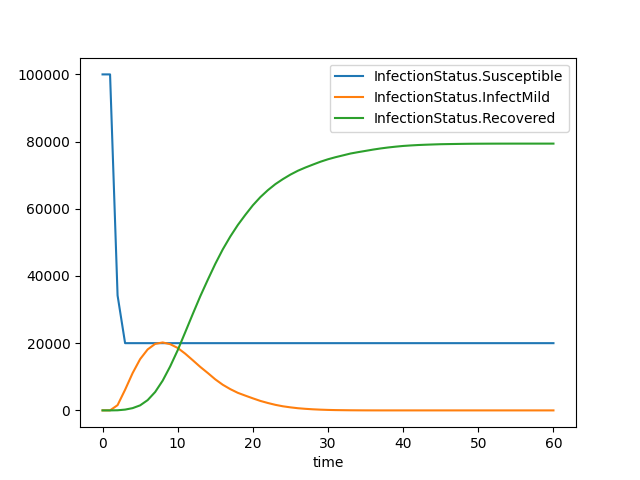 InfectionStatus.Susceptible
InfectionStatus.InfectMild
InfectionStatus.Recovered
100000
80000
60000
40000
20000
0
0 10 20 30 40 50 60
time